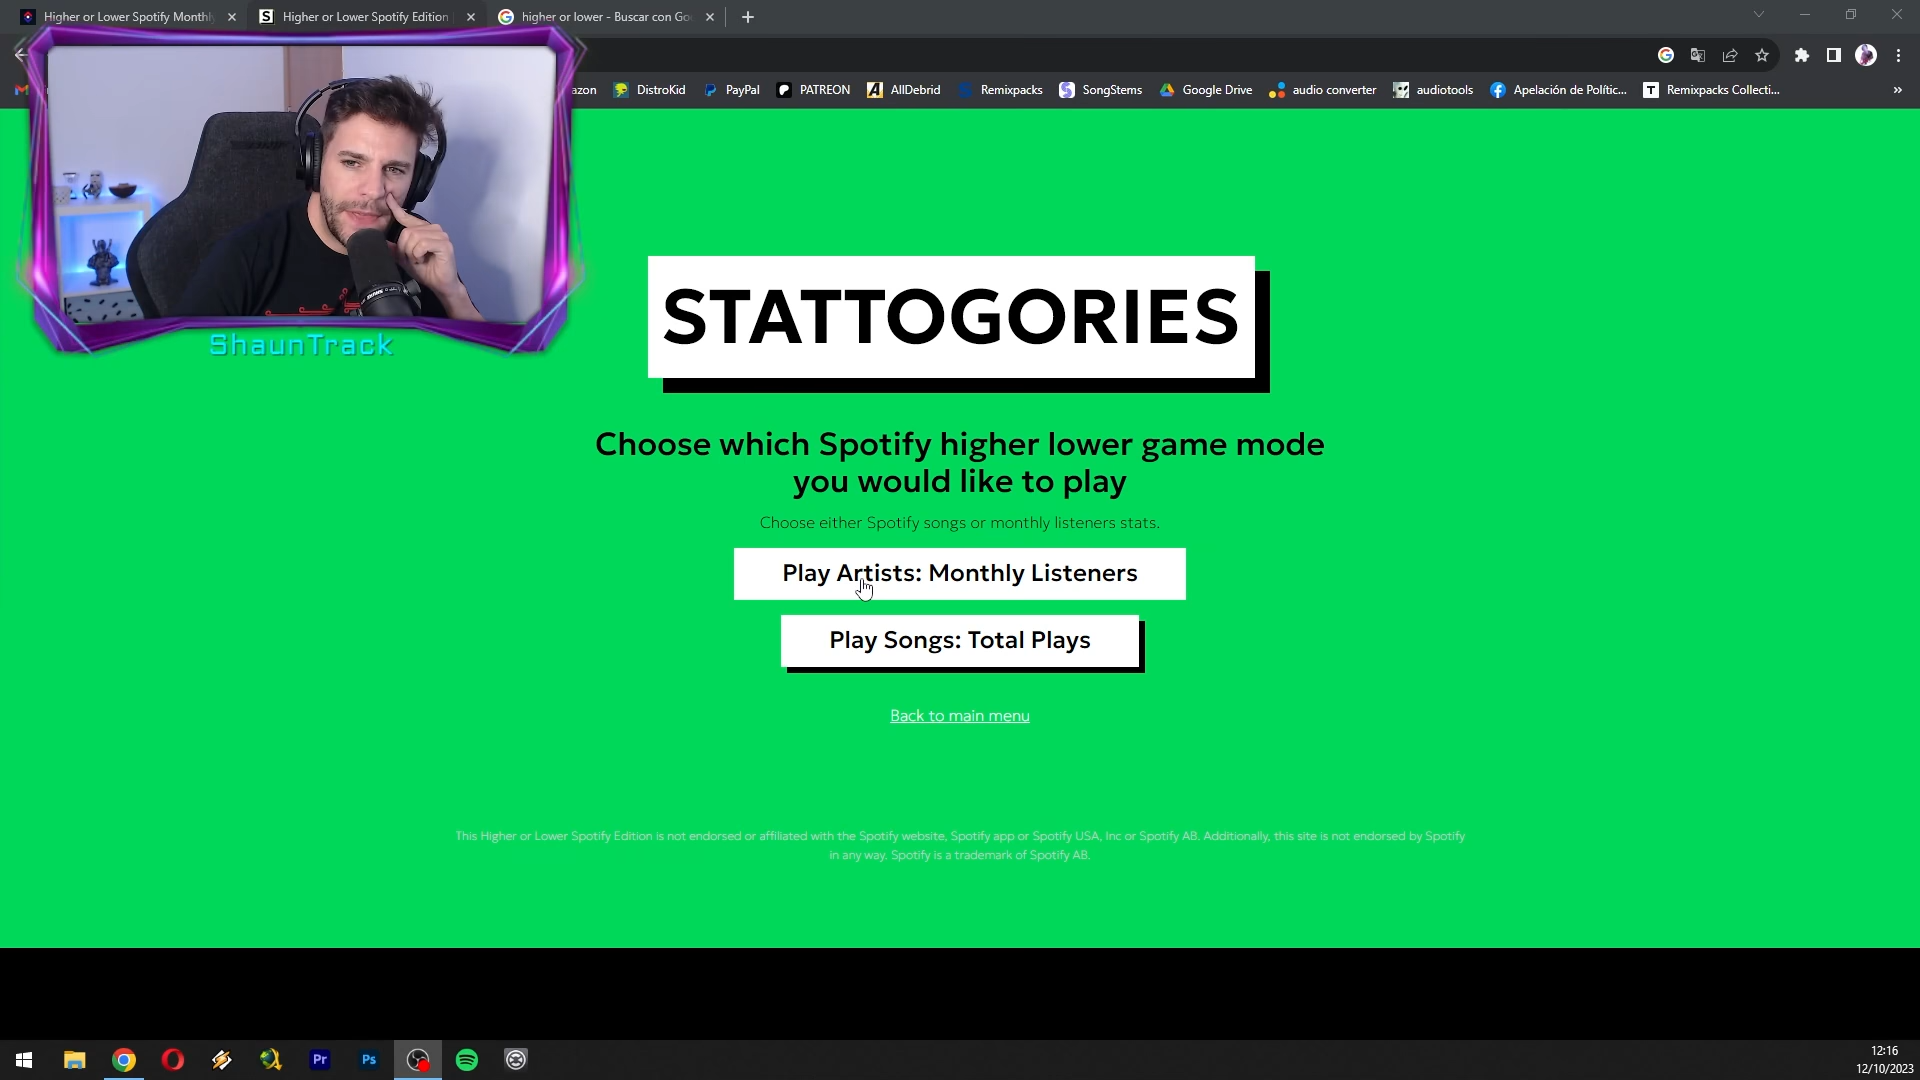 Higher or Lower Spotify Monthly
Higher or Lower Spotify Edition
higher or lower - Buscar con Go
azon
DistroKid
PayPal
PATREON
AllDebrid
Remixpacks
SongStems
Google Drive
audio converter
audiotools
Apelación de Polític...
Remixpacks Collecti...
»
ShaunTrack
STATTOGORIES
Choose which Spotify higher lower game mode
you would like to play
Choose either Spotify songs or monthly listeners stats.
Play Artists: Monthly Listeners
Play Songs: Total Plays
Back to main menu
This Higher or Lower Spotify Edition is not endorsed or affiliated with the Spotify website, Spotify app or Spotify USA, Inc or Spotify AB. Additionally, this site is not endorsed by Spotify
in any way. Spotify is a trademark of Spotify AB.
Pr
Ps
12:16
12/10/2023